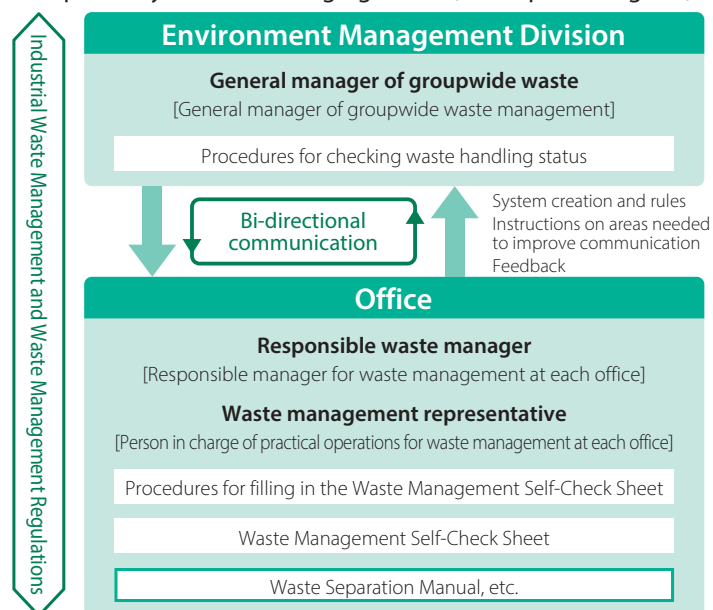 Environment Management Division
General manager of groupwide waste
[General manager of groupwide waste management]
Procedures for checking waste handling status
Bi-directional
communication
System creation and rules
Instructions on areas needed
to improve communication
Feedback
Office
Responsible waste manager
[Responsible manager for waste management at each office]
Waste management representative
[Person in charge of practical operations for waste management at each office]
Procedures for filling in the Waste Management Self-Check Sheet
Waste Management Self-Check Sheet
Waste Separation Manual, etc.
Industrial Waste Management and Waste Management Regulations